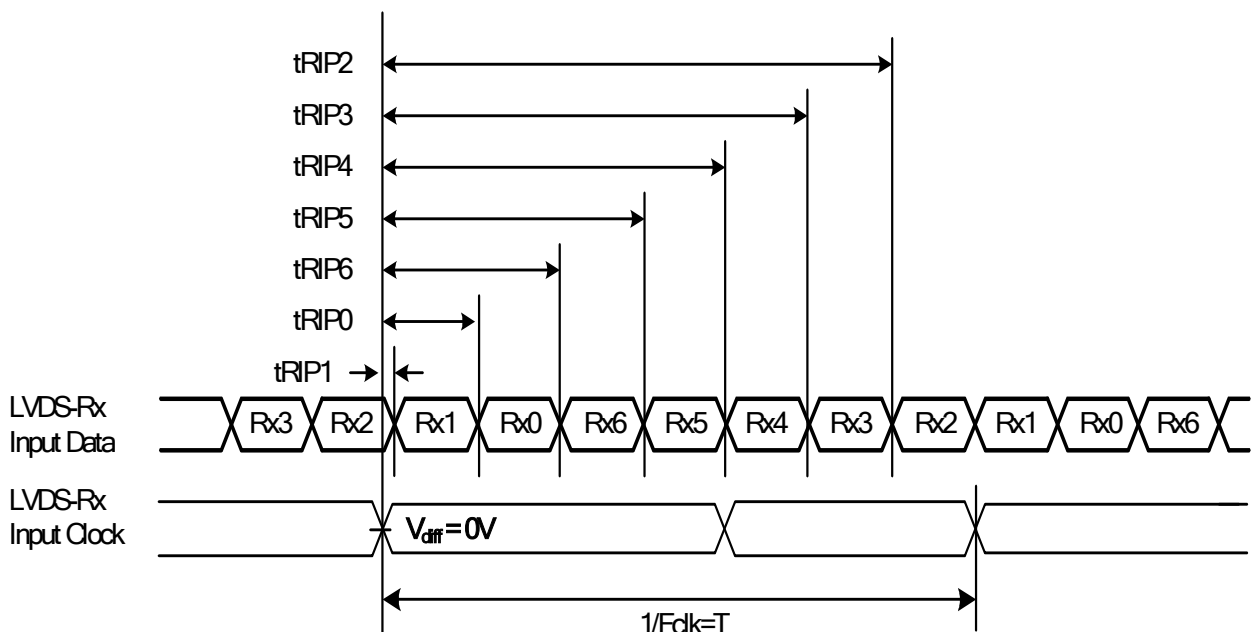 tRIP2
tRIP3
tRIP4
tRIP5
tRIP6
tRIP0
tRIP1
LVDS-Rx
Input Data
Rx3 Rx2 Rx1 Rx0 Rx6 Rx5 Rx4 Rx3 Rx2 Rx1 Rx0 Rx6
LVDS-Rx
Input Clock
Vdiff = 0V
1/Fclk=T